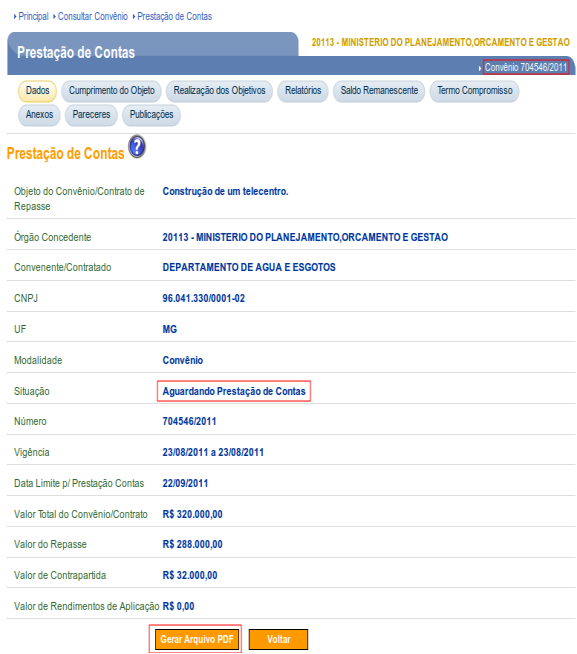 Principal Consultar Convênio Prestação de Contas
20113 - MINISTERIO DO PLANEJAMENTO,ORCAMENTO E GESTAO
Prestação de Contas
Convênio 704546/2011
Dados Cumprimento do Objeto Realização dos Objetivos Relatórios Saldo Remanescente Termo Compromisso
Anexos Pareceres Publicações
Prestação de Contas ?
Objeto do Convênio/Contrato de Construção de um telecentro.
Repasse
Órgão Concedente 20113 - MINISTERIO DO PLANEJAMENTO,ORCAMENTO E GESTAO
Convenente/Contratado DEPARTAMENTO DE AGUA E ESGOTOS
CNPJ 96.041.330/0001-02
UF MG
Modalidade Convênio
Situação Aguardando Prestação de Contas
Número 704546/2011
Vigência 23/08/2011 a 23/08/2011
Data Limite p/ Prestação Contas 22/09/2011
Valor Total do Convênio/Contrato R$ 320.000,00
Valor do Repasse R$ 288.000,00
Valor de Contrapartida R$ 32.000,00
Valor de Rendimentos de Aplicação R$ 0,00
Gerar Arquivo PDF Voltar